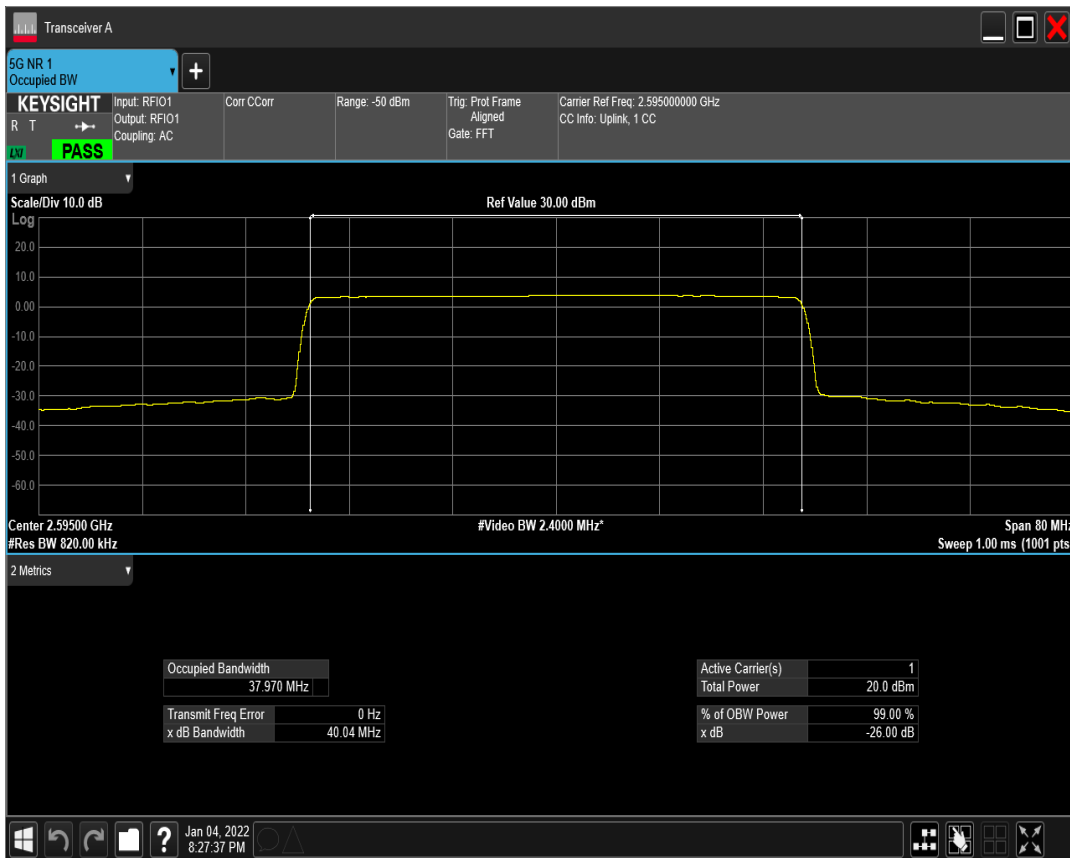 Transceiver A
5G NR 1
Occupied BW
KEYSIGHT
R T
LXI
PASS
Input: RFIO1
Output: RFIO1
Coupling: AC
Corr CCorr
Range: -50 dBm
Trig: Prot Frame
Aligned
Gate: FFT
Carrier Ref Freq: 2.595000000 GHz
CC Info: Uplink, 1 CC
1 Graph
Scale/Div 10.0 dB
Ref Value 30.00 dBm
Log
20.0
10.0
0.00
-10.0
-20.0
-30.0
-40.0
-50.0
-60.0
Center 2.59500 GHz
#Video BW 2.4000 MHz*
Span 80 MHz
#Res BW 820.00 kHz
Sweep 1.00 ms (1001 pts
2 Metrics
Occupied Bandwidth
37.970 MHz
Transmit Freq Error 0 Hz
x dB Bandwidth 40.04 MHz
Active Carrier(s) 1
Total Power 20.0 dBm
% of OBW Power 99.00 %
x dB -26.00 dB
?
Jan 04, 2022
8:27:37 PM